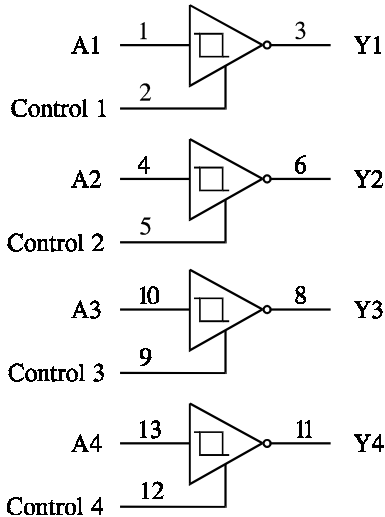 A1 1 3 Y1
Control 1 2
A2 4 6 Y2
Control 2 5
A3 10 8 Y3
Control 3 9
A4 13 11 Y4
Control 4 12